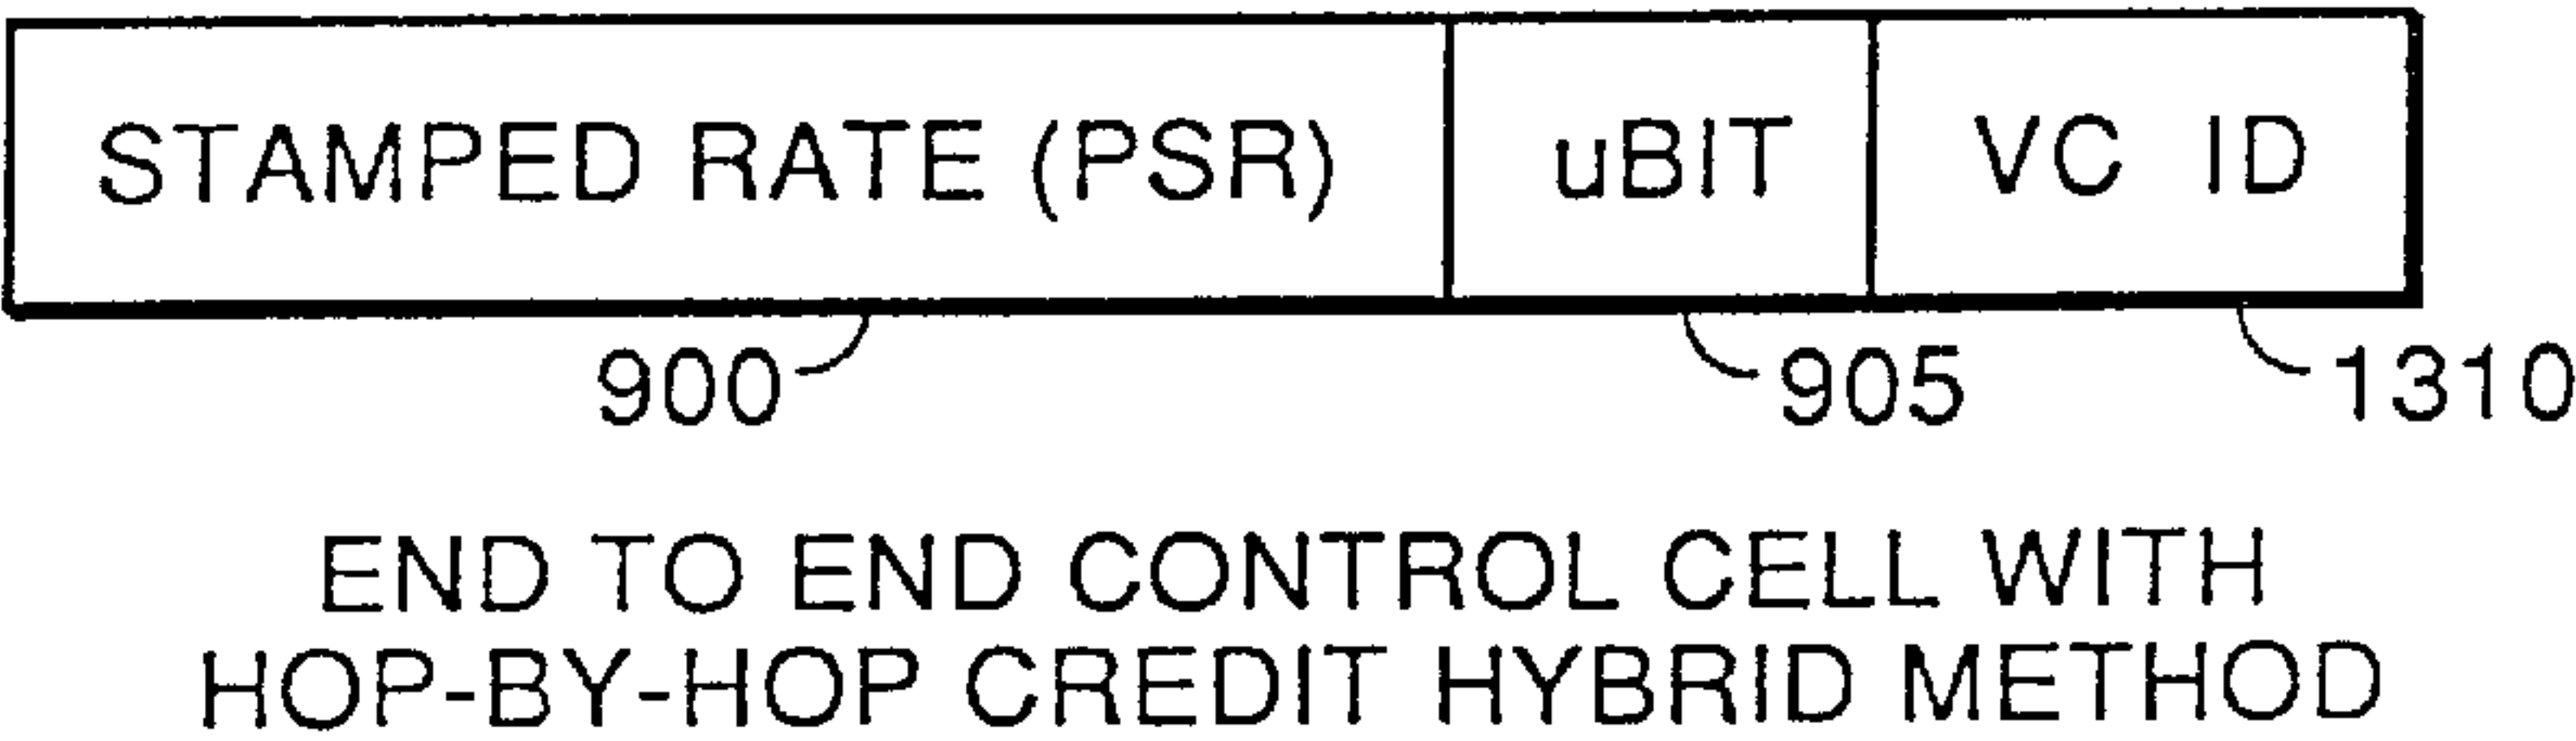 STAMPED RATE (PSR) uBIT VC ID
900 905 1310
END TO END CONTROL CELL WITH
HOP-BY-HOP CREDIT HYBRID METHOD